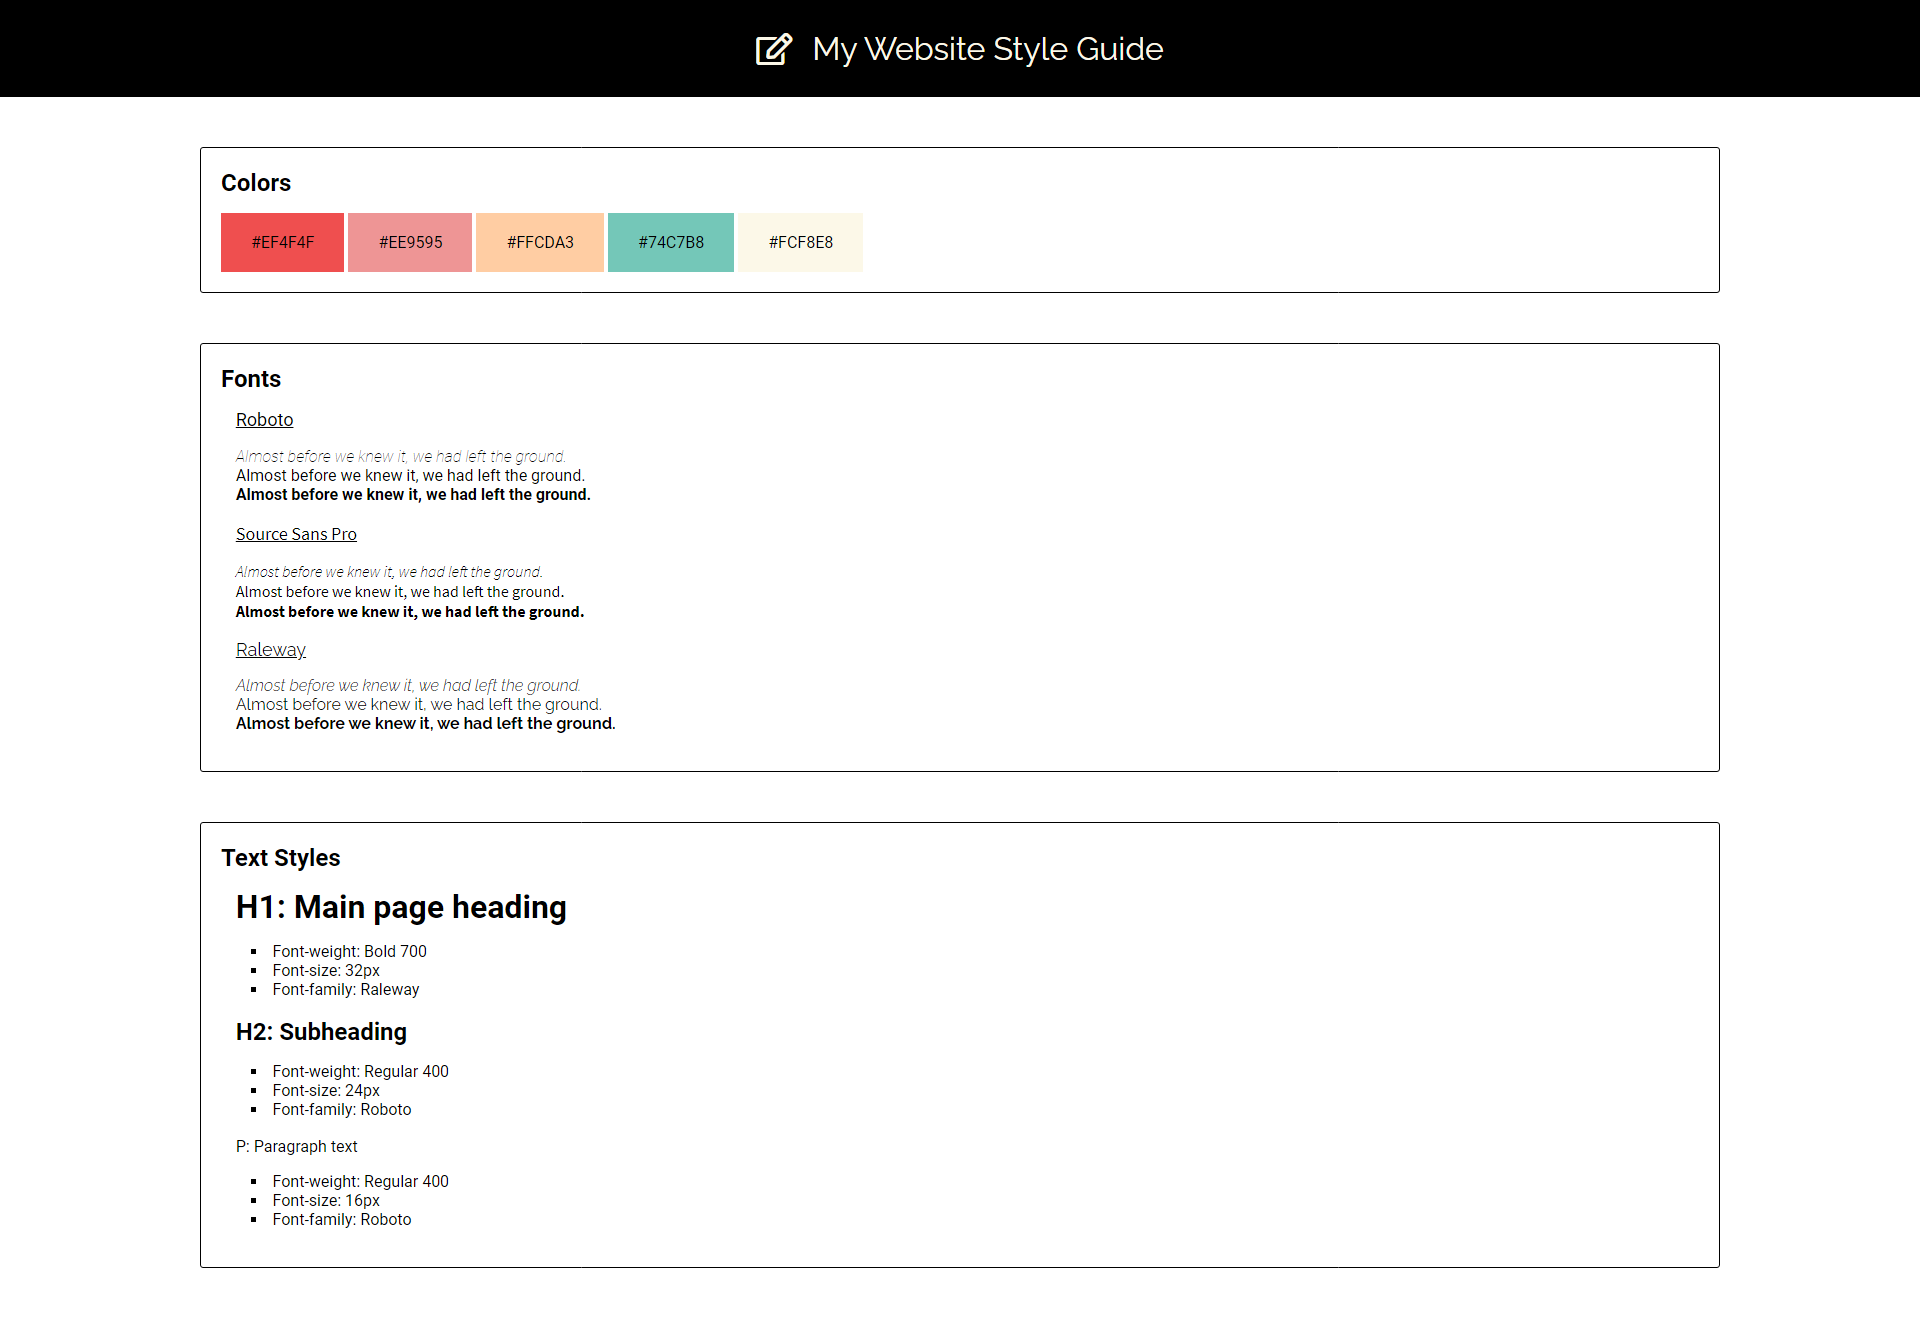 My Website Style Guide
Colors
#EF4F4F #EE9595 #FFCDA3 #74C7B8 #FCF8E8
Fonts
Roboto
Almost before we knew it, we had left the ground.
Almost before we knew it, we had left the ground.
Almost before we knew it, we had left the ground.
Source Sans Pro
Almost before we knew it, we had left the ground.
Almost before we knew it, we had left the ground.
Almost before we knew it, we had left the ground.
Raleway
Almost before we knew it, we had left the ground.
Almost before we knew it, we had left the ground.
Almost before we knew it, we had left the ground.
Text Styles
H1: Main page heading
Font-weight: Bold 700
Font-size: 32px
Font-family: Raleway
H2: Subheading
Font-weight: Regular 400
Font-size: 24px
Font-family: Roboto
P: Paragraph text
Font-weight: Regular 400
Font-size: 16px
Font-family: Roboto